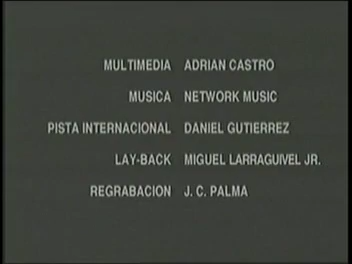 MULTIMEDIA ADRIAN CASTRO
MUSICA NETWORK MUSIC
PISTA INTERNACIONAL DANIEL GUTIERREZ
LAY-BACK MIGUEL LARRAGUIVEL JR.
REGRABACION J. C. PALMA